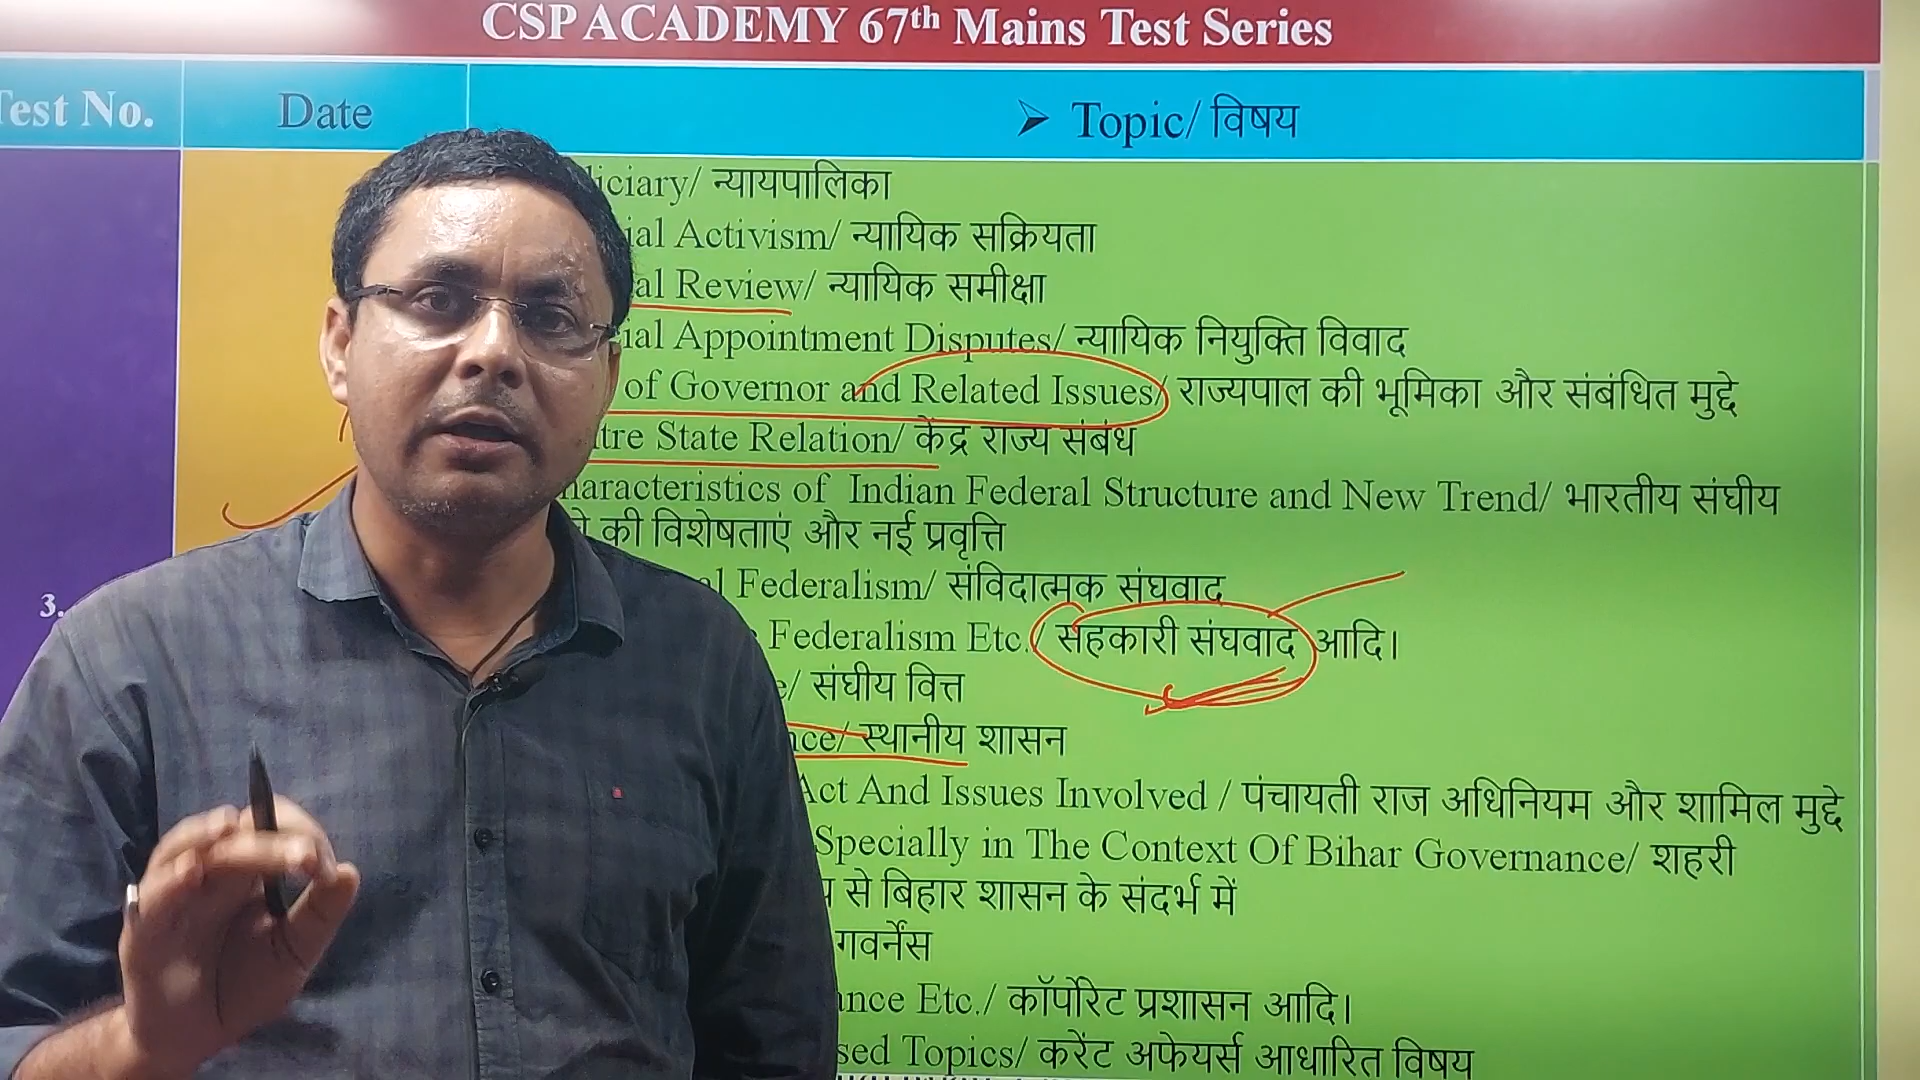 CSP ACADEMY 67th Mains Test Series
Test No. Date ➢ Topic/ विषय
3.
iciary/ न्यायपालिका
ial Activism/ न्यायिक सक्रियता
al Review/ न्यायिक समीक्षा
ial Appointment Disputes/ न्यायिक नियुक्ति विवाद
of Governor and Related Issues/ राज्यपाल की भूमिका और संबंधित मुद्दे
tre State Relation/ केंद्र राज्य संबंध
haracteristics of Indian Federal Structure and New Trend/ भारतीय संघीय
की विशेषताएं और नई प्रवृत्ति
al Federalism/ संविदात्मक संघवाद
Federalism Etc./ सहकारी संघवाद आदि।
e/ संघीय वित्त
nce/ स्थानीय शासन
Act And Issues Involved / पंचायती राज अधिनियम और शामिल मुद्दे
Specially in The Context Of Bihar Governance/ शहरी
से बिहार शासन के संदर्भ में
गवर्नेंस
ance Etc./ कॉर्पोरेट प्रशासन आदि।
sed Topics/ करेंट अफेयर्स आधारित विषय